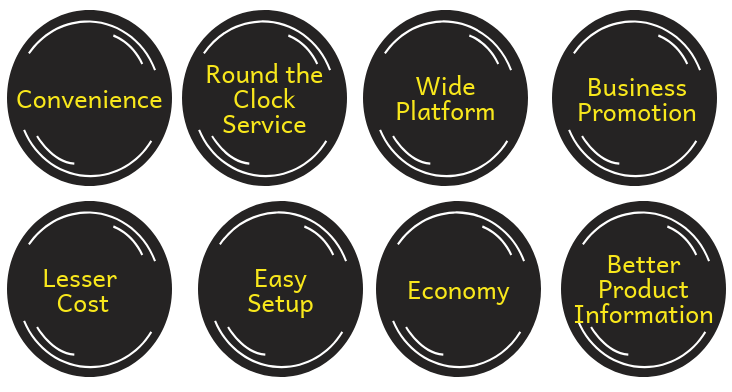 Convenience
Round the
Clock
Service
Wide
Platform
Business
Promotion
Lesser
Cost
Easy
Setup
Economy
Better
Product
Information